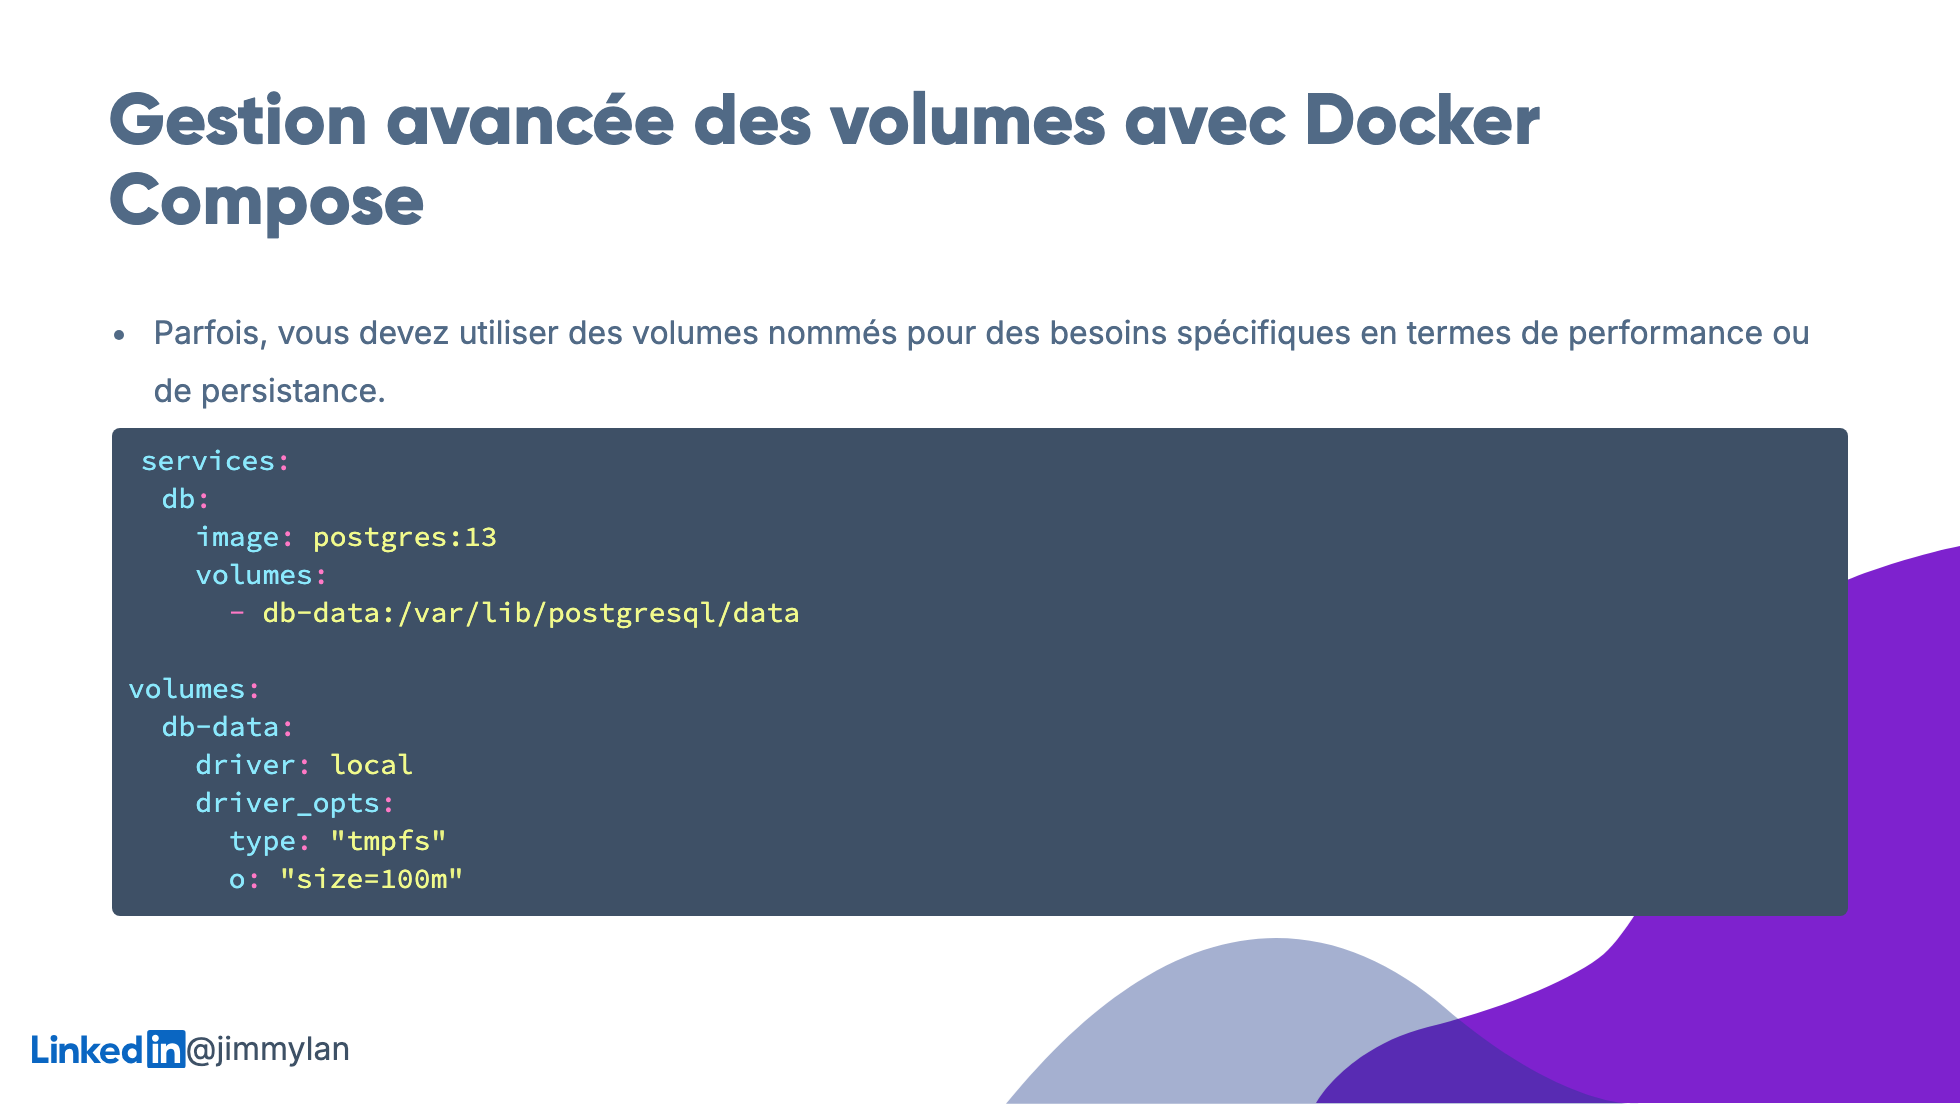 Gestion avancée des volumes avec Docker
Compose
• Parfois, vous devez utiliser des volumes nommés pour des besoins spécifiques en termes de performance ou
de persistance.
services:
  db:
    image: postgres:13
    volumes:
      - db-data:/var/lib/postgresql/data
volumes:
  db-data:
    driver: local
    driver_opts:
      type: "tmpfs"
      o: "size=100m"
LinkedIn@jimmylan